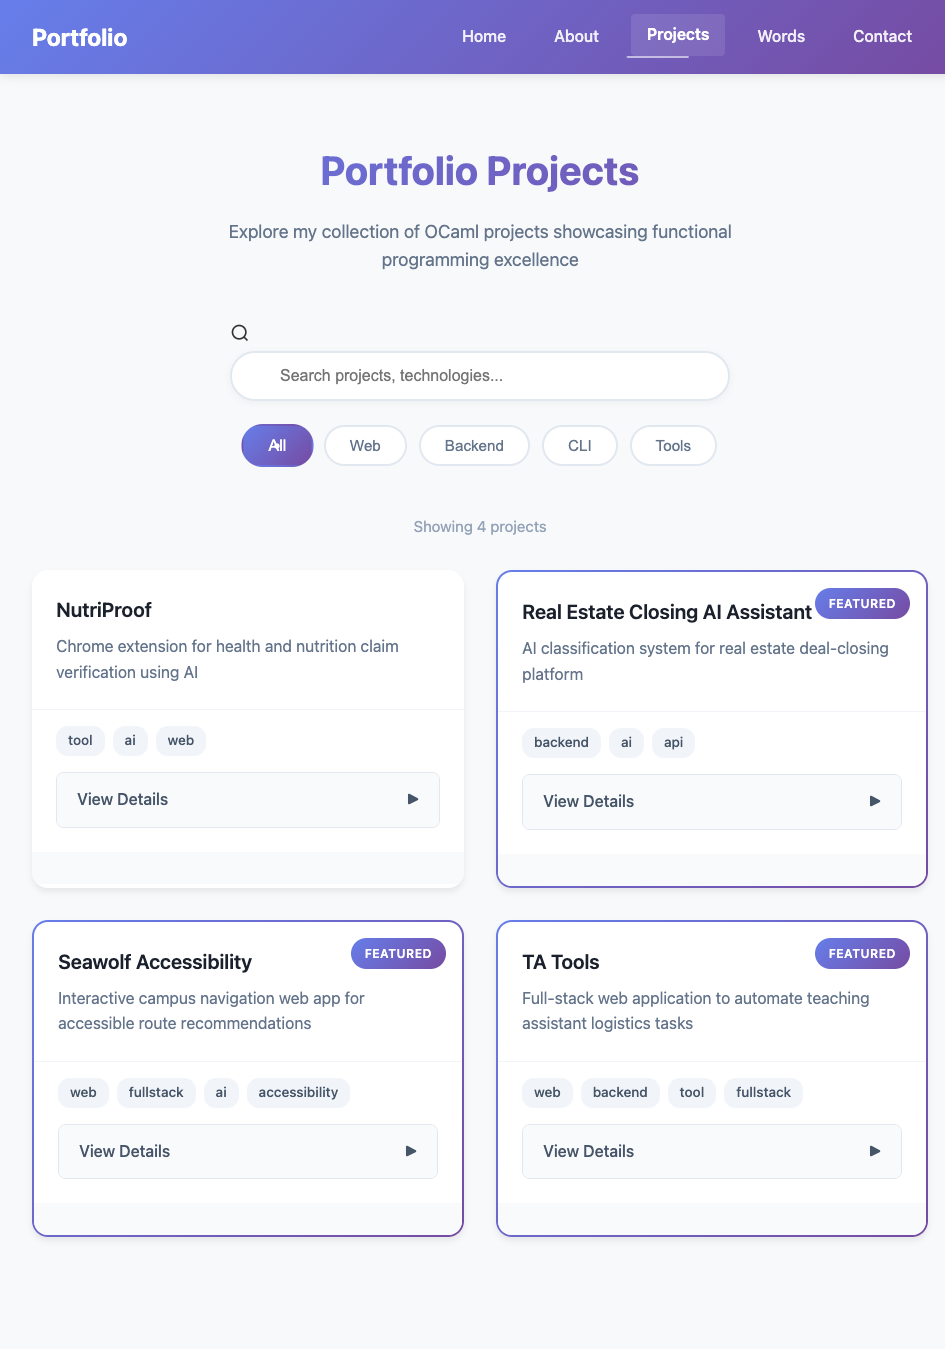 Portfolio
Home About Projects Words Contact
Portfolio Projects
Explore my collection of OCaml projects showcasing functional
programming excellence
Search projects, technologies...
All Web Backend CLI Tools
Showing 4 projects
NutriProof
Chrome extension for health and nutrition claim
verification using AI
tool ai web
View Details
Real Estate Closing AI Assistant
FEATURED
AI classification system for real estate deal-closing
platform
backend ai api
View Details
Seawolf Accessibility
FEATURED
Interactive campus navigation web app for
accessible route recommendations
web fullstack ai accessibility
View Details
TA Tools
FEATURED
Full-stack web application to automate teaching
assistant logistics tasks
web backend tool fullstack
View Details